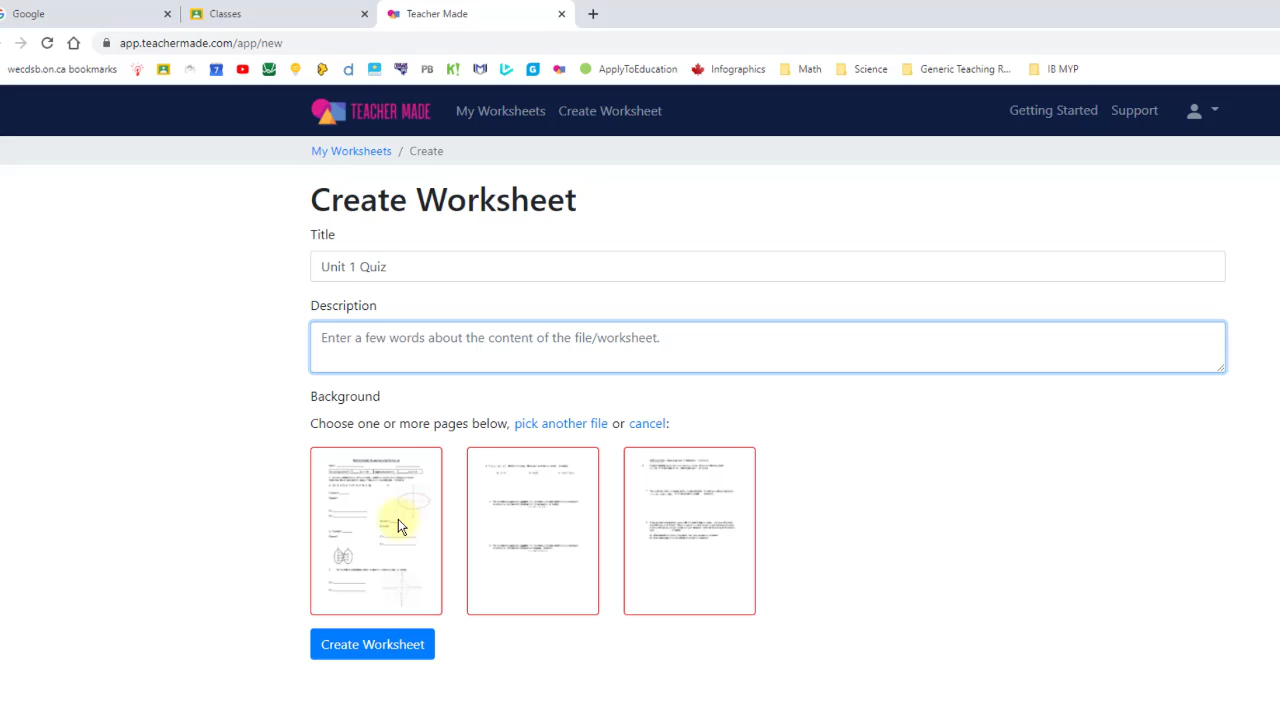 Google
Classes
Teacher Made
app.teachermade.com/app/new
wecdsb.on.ca bookmarks
7
d
PB
K!
G
ApplyToEducation
Infographics
Math
Science
Generic Teaching R...
IB MYP
TEACHER MADE
My Worksheets
Create Worksheet
Getting Started
Support
My Worksheets / Create
Create Worksheet
Title
Unit 1 Quiz
Description
Enter a few words about the content of the file/worksheet.
Background
Choose one or more pages below, pick another file or cancel:
Create Worksheet